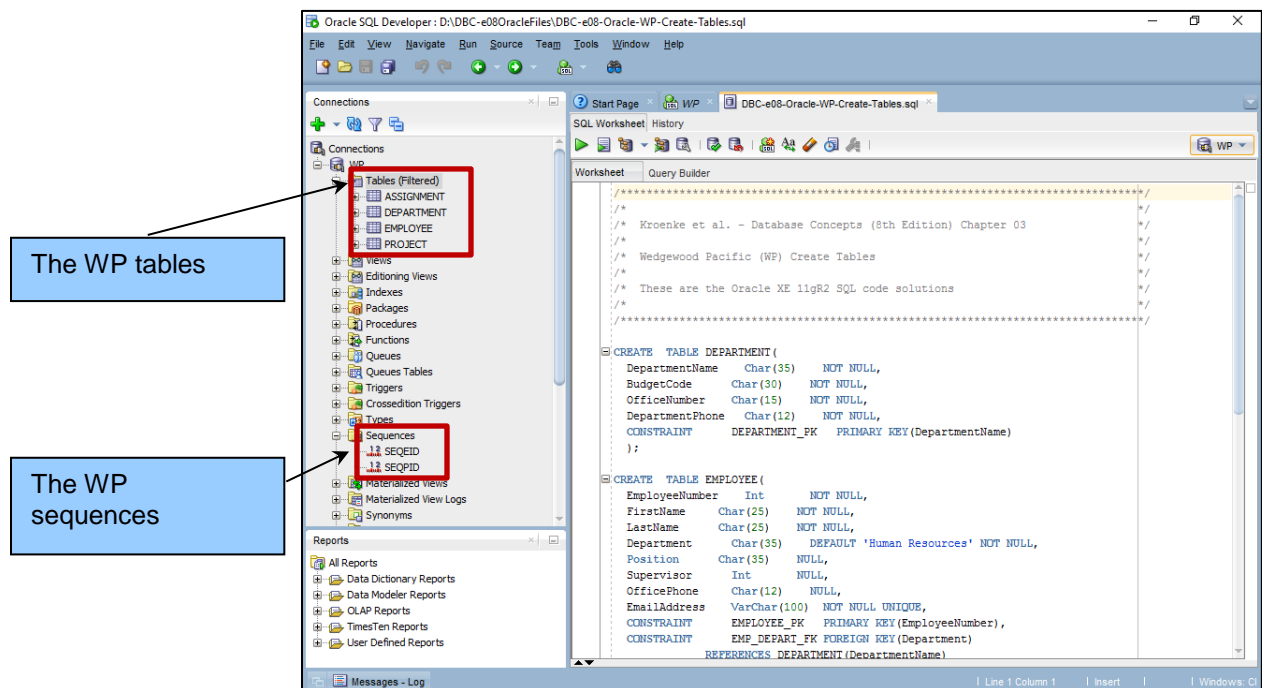 Oracle SQL Developer : D:\DBC-e08OracleFiles\DBC-e08-Oracle-WP-Create-Tables.sql
File Edit View Navigate Run Source Team Tools Window Help
Connections
Connections
WP
Tables (Filtered)
ASSIGNMENT
DEPARTMENT
EMPLOYEE
PROJECT
Views
Editioning Views
Indexes
Packages
Procedures
Functions
Queues
Queues Tables
Triggers
Crossedition Triggers
Types
Sequences
SEQEID
SEQPID
Materialized Views
Materialized View Logs
Synonyms
The WP tables
The WP
sequences
Reports
All Reports
Data Dictionary Reports
Data Modeler Reports
OLAP Reports
TimesTen Reports
User Defined Reports
Start Page WP DBC-e08-Oracle-WP-Create-Tables.sql
SQL Worksheet History
WP
Worksheet Query Builder
/********************************************************************************/
/* */
/* Kroenke et al. - Database Concepts (8th Edition) Chapter 03 */
/* */
/* Wedgewood Pacific (WP) Create Tables */
/* */
/* These are the Oracle XE 11gR2 SQL code solutions */
/* */
/********************************************************************************/
CREATE TABLE DEPARTMENT(
DepartmentName Char(35) NOT NULL,
BudgetCode Char(30) NOT NULL,
OfficeNumber Char(15) NOT NULL,
DepartmentPhone Char(12) NOT NULL,
CONSTRAINT DEPARTMENT_PK PRIMARY KEY(DepartmentName)
);
CREATE TABLE EMPLOYEE(
EmployeeNumber Int NOT NULL,
FirstName Char(25) NOT NULL,
LastName Char(25) NOT NULL,
Department Char(35) DEFAULT 'Human Resources' NOT NULL,
Position Char(35) NULL,
Supervisor Int NULL,
OfficePhone Char(12) NULL,
EmailAddress VarChar(100) NOT NULL UNIQUE,
CONSTRAINT EMPLOYEE_PK PRIMARY KEY(EmployeeNumber),
CONSTRAINT EMP_DEPART_FK FOREIGN KEY(Department)
REFERENCES DEPARTMENT(DepartmentName)
Messages - Log
Line 1 Column 1 Insert Windows: Cl